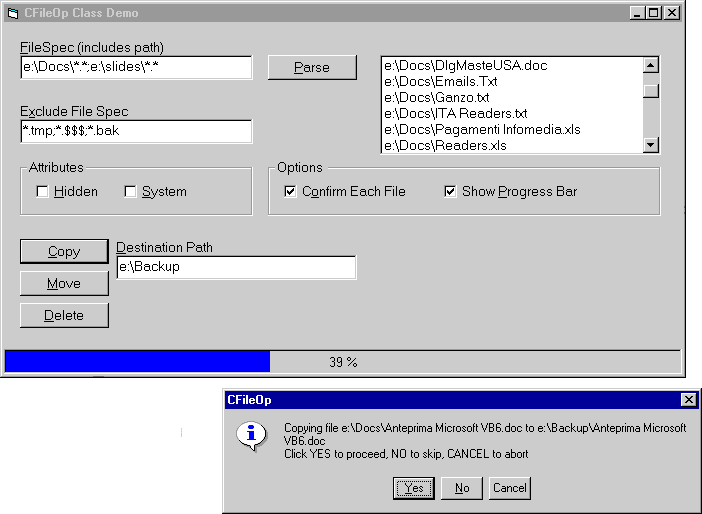 CFileOp Class Demo
FileSpec (includes path)
e:\Docs\*.*;e:\slides\*.*
Parse
e:\Docs\DlgMasteUSA.doc
e:\Docs\Emails.Txt
e:\Docs\Ganzo.txt
e:\Docs\ITA Readers.txt
e:\Docs\Pagamenti Infomedia.xls
e:\Docs\Readers.xls
Exclude File Spec
*.tmp;*.$$$;*.bak
Attributes
Hidden
System
Options
Confirm Each File
Show Progress Bar
Copy
Destination Path
e:\Backup
Move
Delete
39 %
CFileOp
Copying file e:\Docs\Anteprima Microsoft VB6.doc to e:\Backup\Anteprima Microsoft
VB6.doc
Click YES to proceed, NO to skip, CANCEL to abort
Yes
No
Cancel